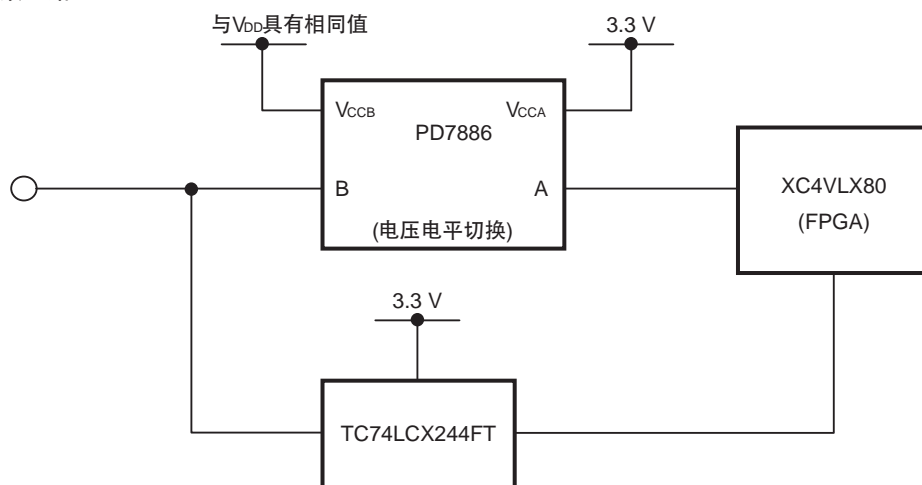 与VDD具有相同值
3.3 V
VCCB
VCCA
PD7886
B
A
(电压电平切换)
XC4VLX80
(FPGA)
3.3 V
TC74LCX244FT